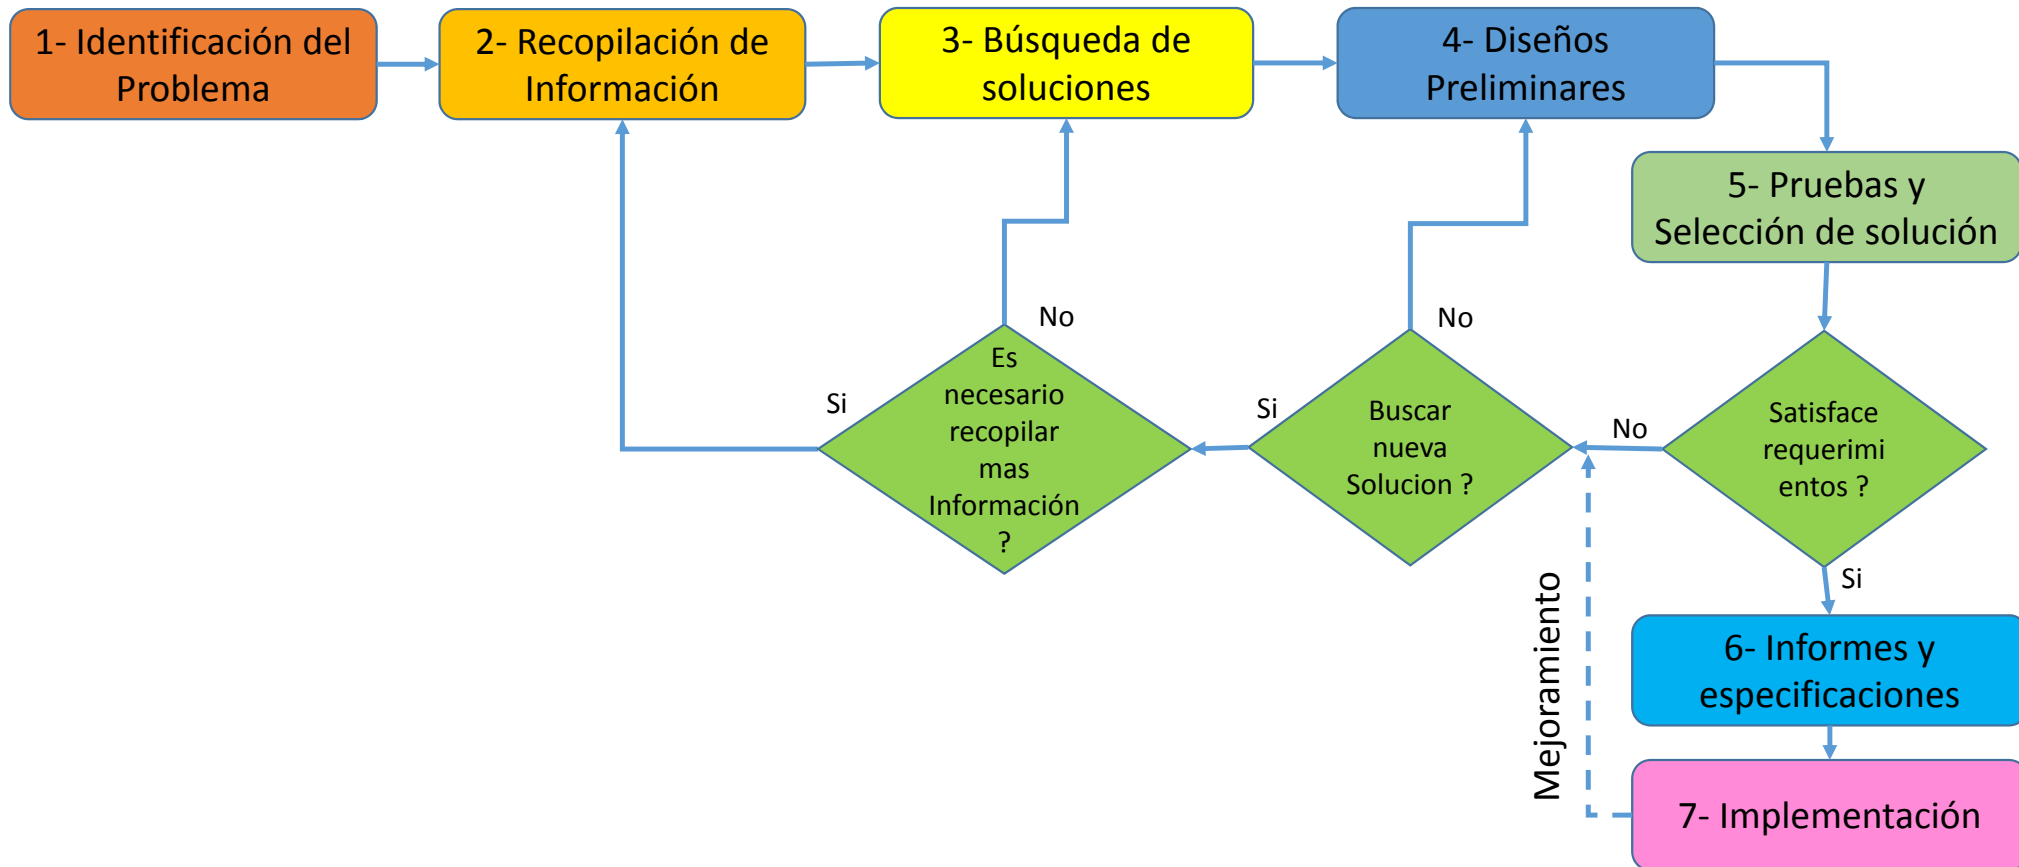 1- Identificación del
Problema
2- Recopilación de
Información
3- Búsqueda de
soluciones
4- Diseños
Preliminares
5- Pruebas y
Selección de solución
No
No
Es
necesario
recopilar
mas
Información
?
Si
Si
Buscar
nueva
Solucion ?
No
Satisface
requerimi
entos ?
Si
Mejoramiento
6- Informes y
especificaciones
7- Implementación